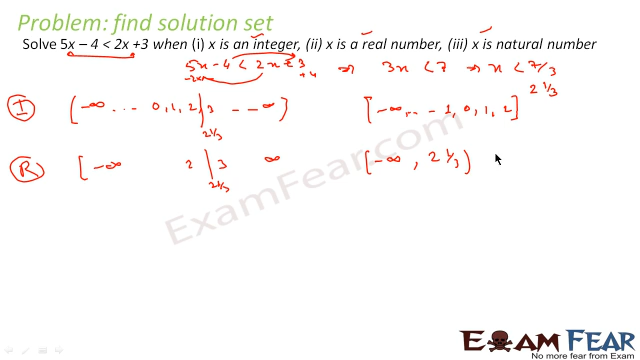 Problem: find solution set
Solve 5x – 4 < 2x +3 when (i) x is an integer, (ii) x is a real number, (iii) x is natural number
5x - 4 < 2x + 3 ⇒ 3x < 7 ⇒ x < 7/3
-2x +4 2 1/3
I [ -∞ ... - 0, 1, 2 | 3 - - ∞ ) [ -∞ .. - - 1, 0, 1, 2 ]
2 1/3
R [ -∞ 2 | 3 ∞ [ -∞ , 2 1/3 )
2 1/3
ExamFear.com
EXAM FEAR
No more fear from Exam